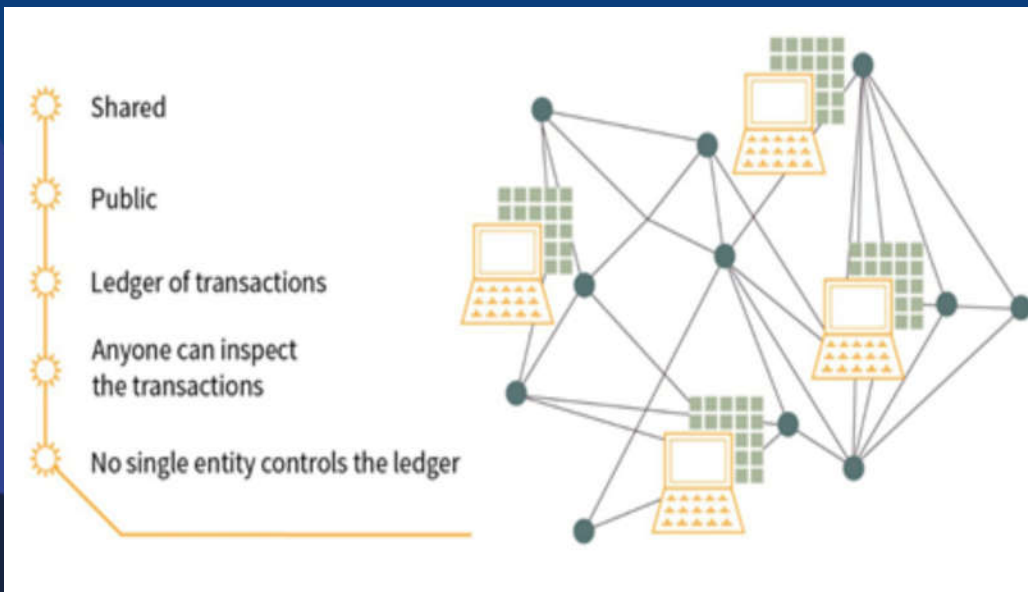 Shared
Public
Ledger of transactions
Anyone can inspect
the transactions
No single entity controls the ledger